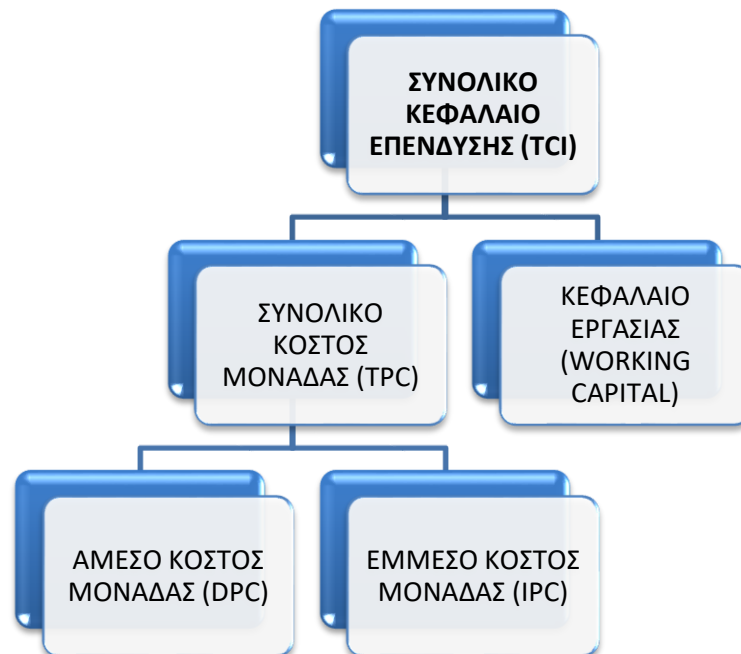 ΣΥΝΟΛΙΚΟ
ΚΕΦΑΛΑΙΟ
ΕΠΕΝΔΥΣΗΣ (TCI)
ΣΥΝΟΛΙΚΟ
ΚΟΣΤΟΣ
ΜΟΝΑΔΑΣ (TPC)
ΚΕΦΑΛΑΙΟ
ΕΡΓΑΣΙΑΣ
(WORKING
CAPITAL)
ΑΜΕΣΟ ΚΟΣΤΟΣ
ΜΟΝΑΔΑΣ (DPC)
ΕΜΜΕΣΟ ΚΟΣΤΟΣ
ΜΟΝΑΔΑΣ (IPC)